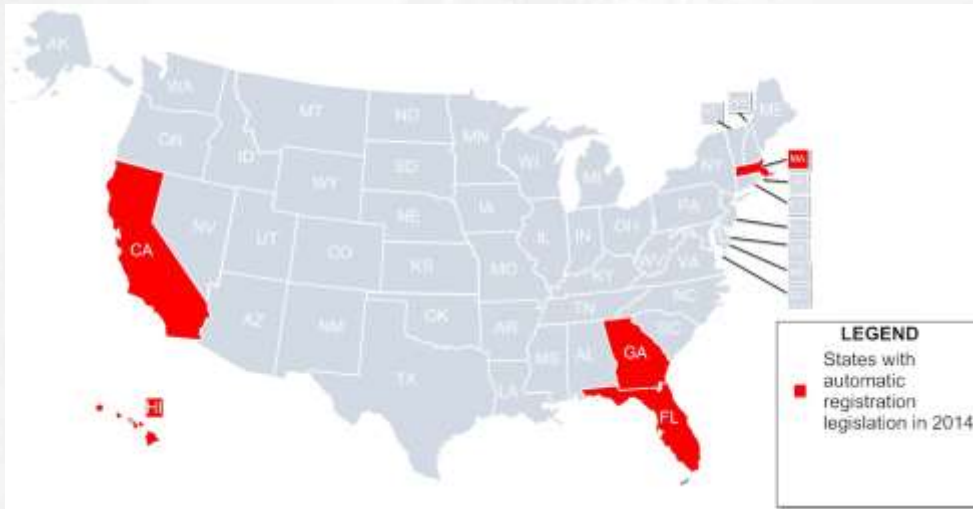 AK
WA
MT
ND
MN
ME
OR
ID
SD
WI
MI
NY
MA
WY
IA
PA
NE
NV
UT
CO
IL
IN
OH
CA
KS
MO
WV
VA
KY
AZ
NM
OK
TN
NC
AR
SC
MS
AL
GA
TX
LA
FL
HI
LEGEND
States with
automatic
registration
legislation in 2014